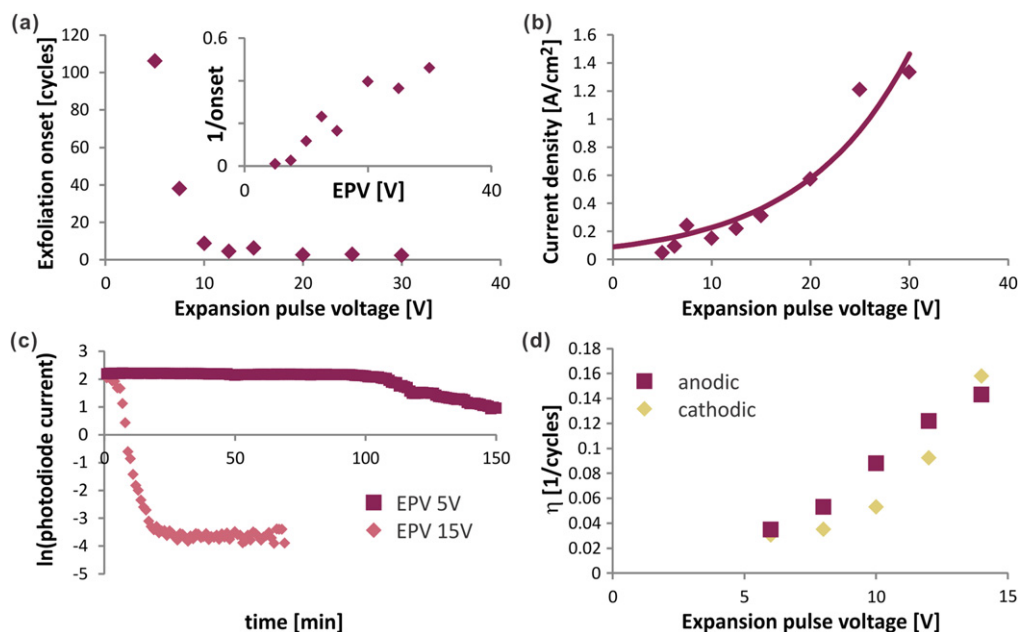 (a)
Exfoliation onset [cycles]
120
100
80
60
40
20
0
0 10 20 30 40
Expansion pulse voltage [V]
1/onset
0.6
0
0 40
EPV [V]
(b)
Current density [A/cm²]
1.6
1.4
1.2
1
0.8
0.6
0.4
0.2
0
0 10 20 30 40
Expansion pulse voltage [V]
(c)
ln(photodiode current)
3
2
1
0
-1
-2
-3
-4
-5
0 50 100 150
EPV 5V
EPV 15V
time [min]
(d)
η [1/cycles]
0.18
0.16
0.14
0.12
0.1
0.08
0.06
0.04
0.02
0
0 5 10 15
anodic
cathodic
Expansion pulse voltage [V]